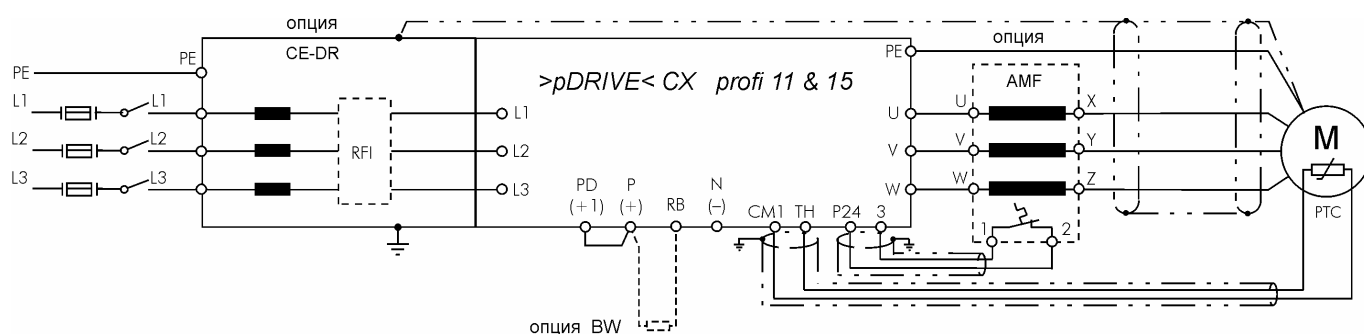 опция
CE-DR
PE
PE
L1
L1
L2
L2
L3
L3
RFI
L1
L2
L3
>pDRIVE< CX profi 11 & 15
PD
(+1)
P
(+)
RB
N
(–)
CM1
TH
P24
3
опция BW
PE
U
V
W
опция
AMF
U
X
V
Y
W
Z
1
2
M
PTC